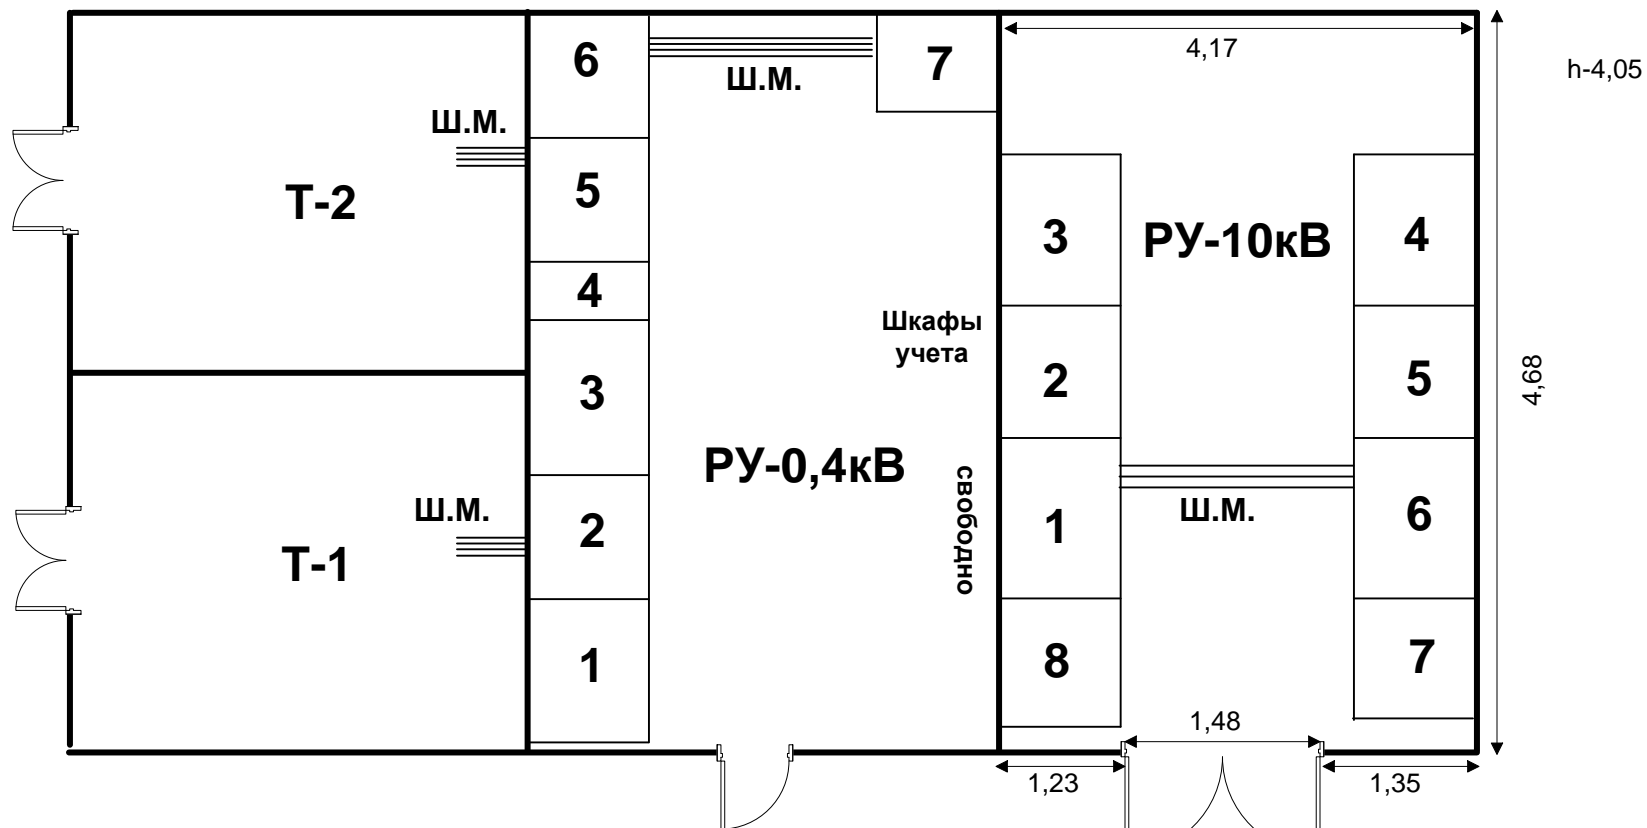 6
Ш.М.
7
4,17
h-4,05
Ш.М.
Т-2
5
4
3
РУ-10кВ
4
Шкафы
учета
3
2
5
4,68
РУ-0,4кВ
свободно
Ш.М.
Т-1
2
1
Ш.М.
6
1
8
7
1,48
1,23
1,35